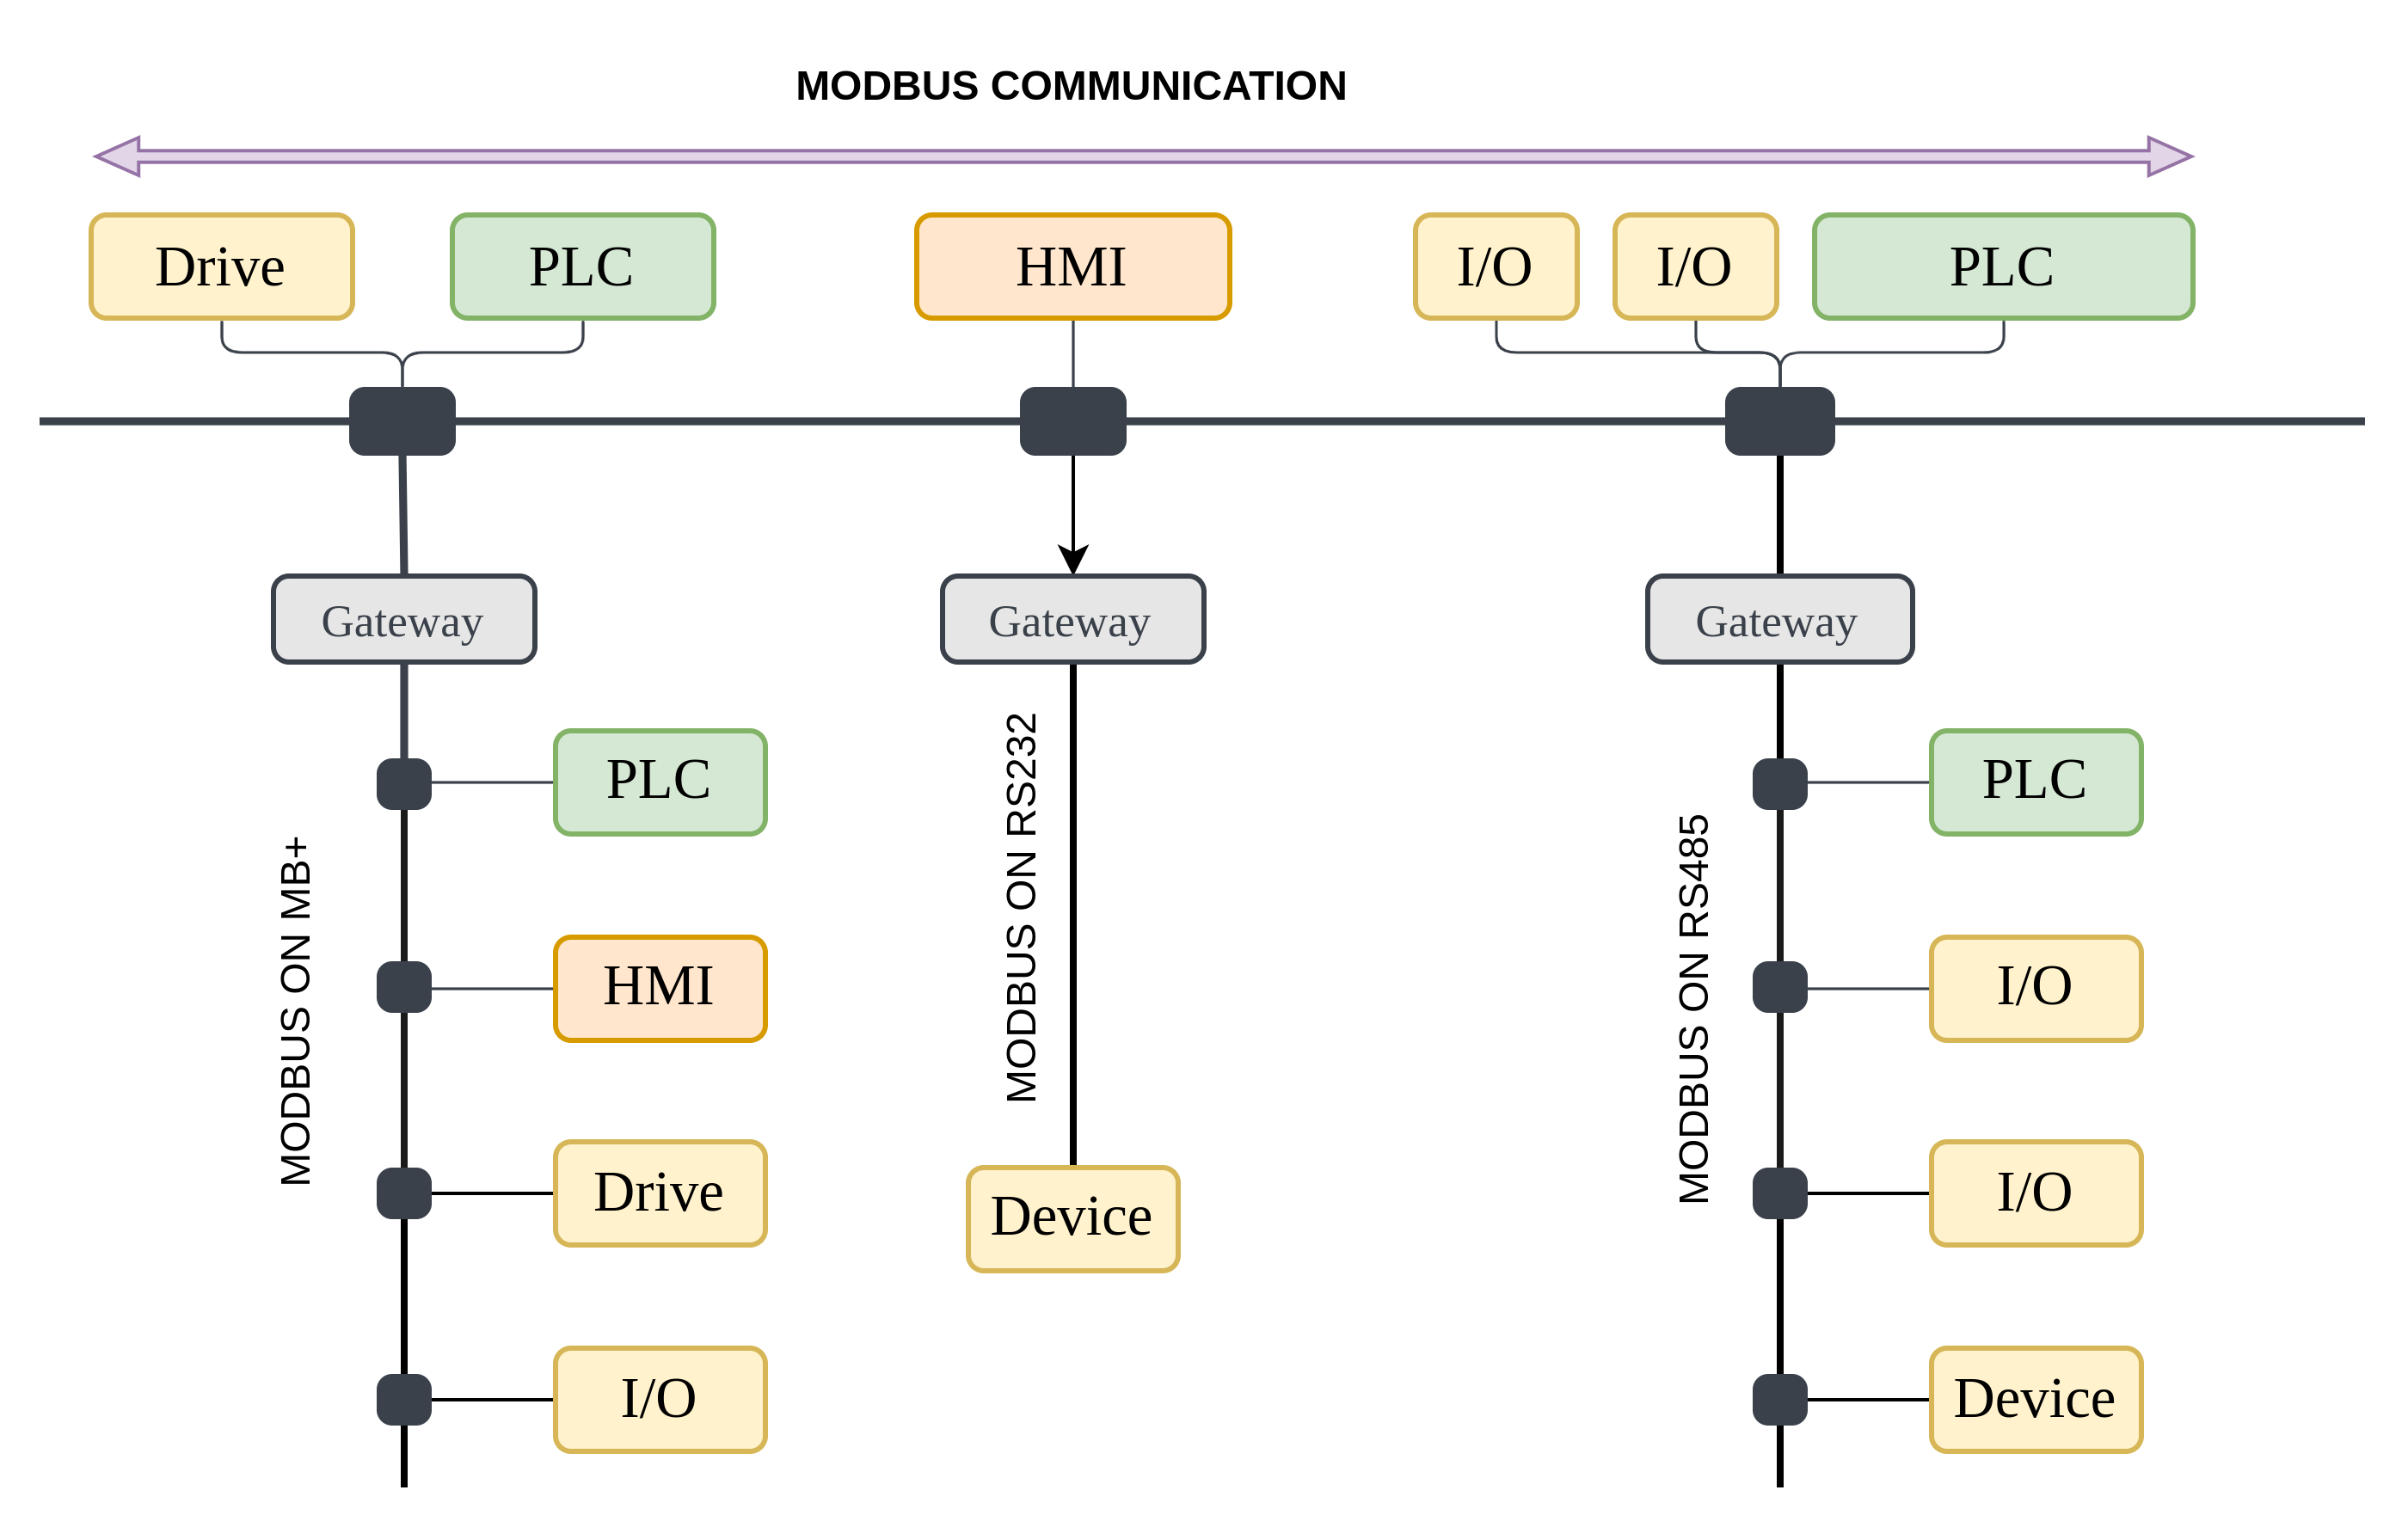 MODBUS COMMUNICATION
Drive
PLC
HMI
I/O
I/O
PLC
Gateway
Gateway
Gateway
MODBUS ON MB+
PLC
HMI
Drive
I/O
MODBUS ON RS232
Device
MODBUS ON RS485
PLC
I/O
I/O
Device